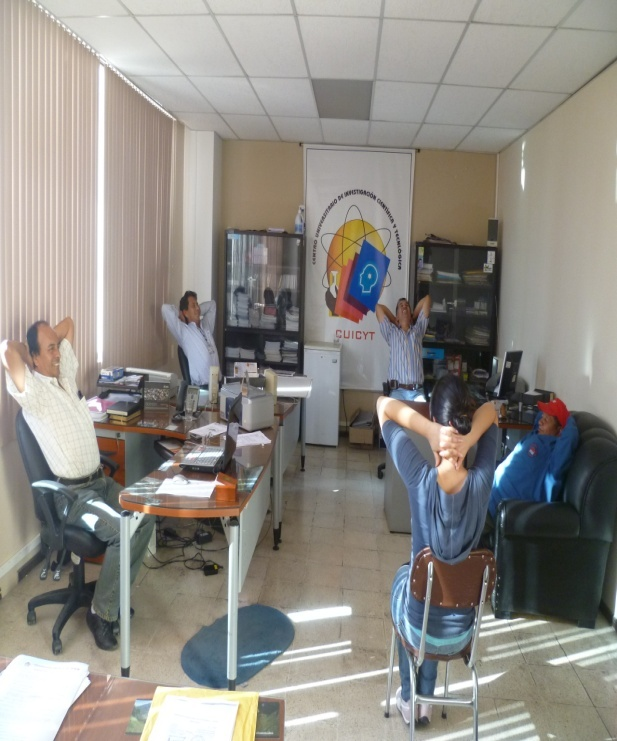 CENTRO UNIVERSITARIO DE INVESTIGACIÓN CIENTÍFICA Y TECNOLÓGICA
CUICYT